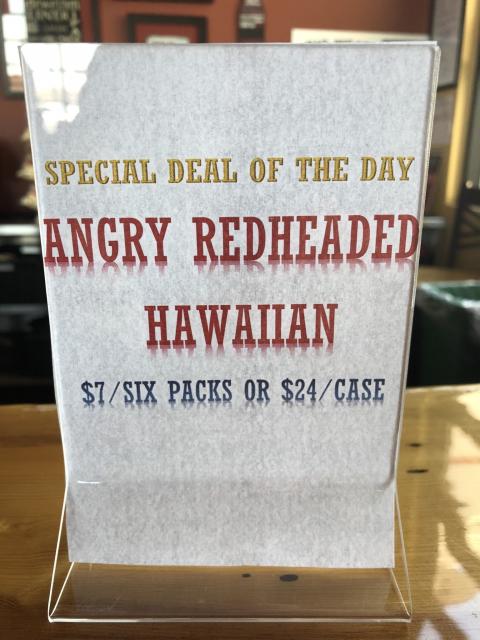 SPECIAL DEAL OF THE DAY
ANGRY REDHEADED
HAWAIIAN
$7/SIX PACKS OR $24/CASE